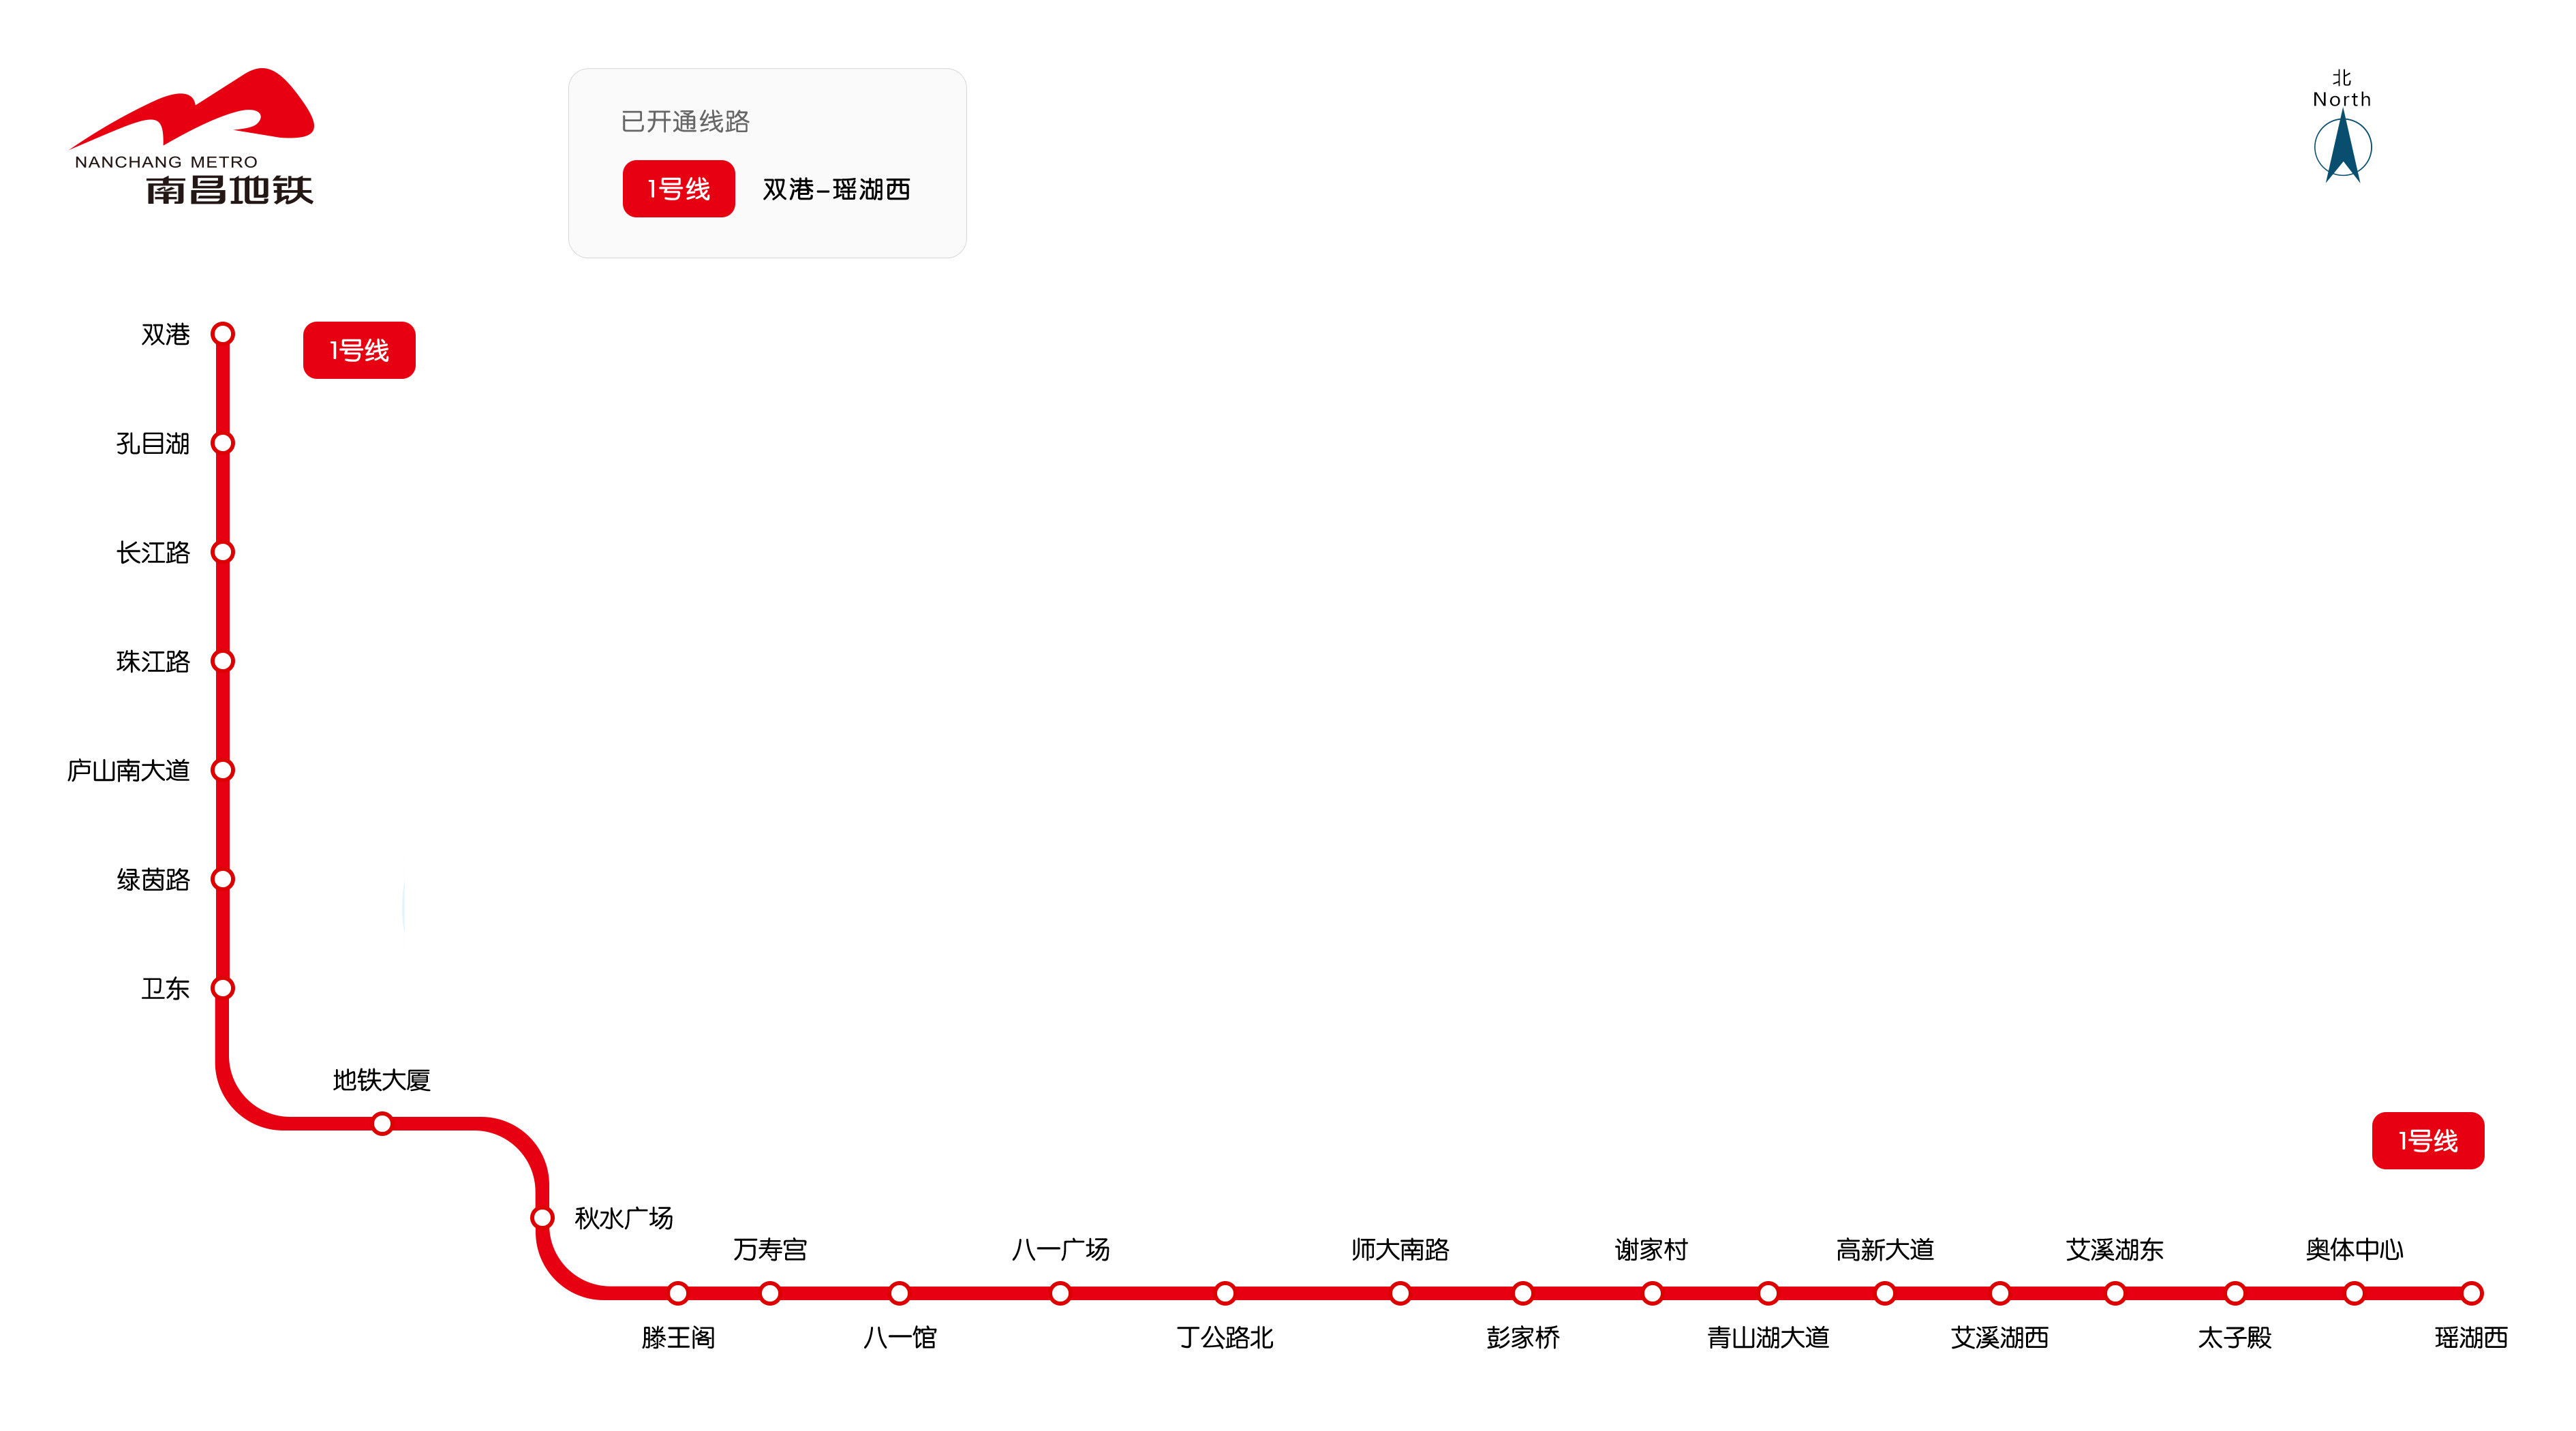 NANCHANG METRO
南昌地铁
已开通线路
1号线 双港-瑶湖西
北
North
双港
1号线
孔目湖
长江路
珠江路
庐山南大道
绿茵路
卫东
地铁大厦
秋水广场
滕王阁
万寿宫
八一馆
八一广场
丁公路北
师大南路
彭家桥
谢家村
青山湖大道
高新大道
艾溪湖西
艾溪湖东
太子殿
奥体中心
瑶湖西
1号线